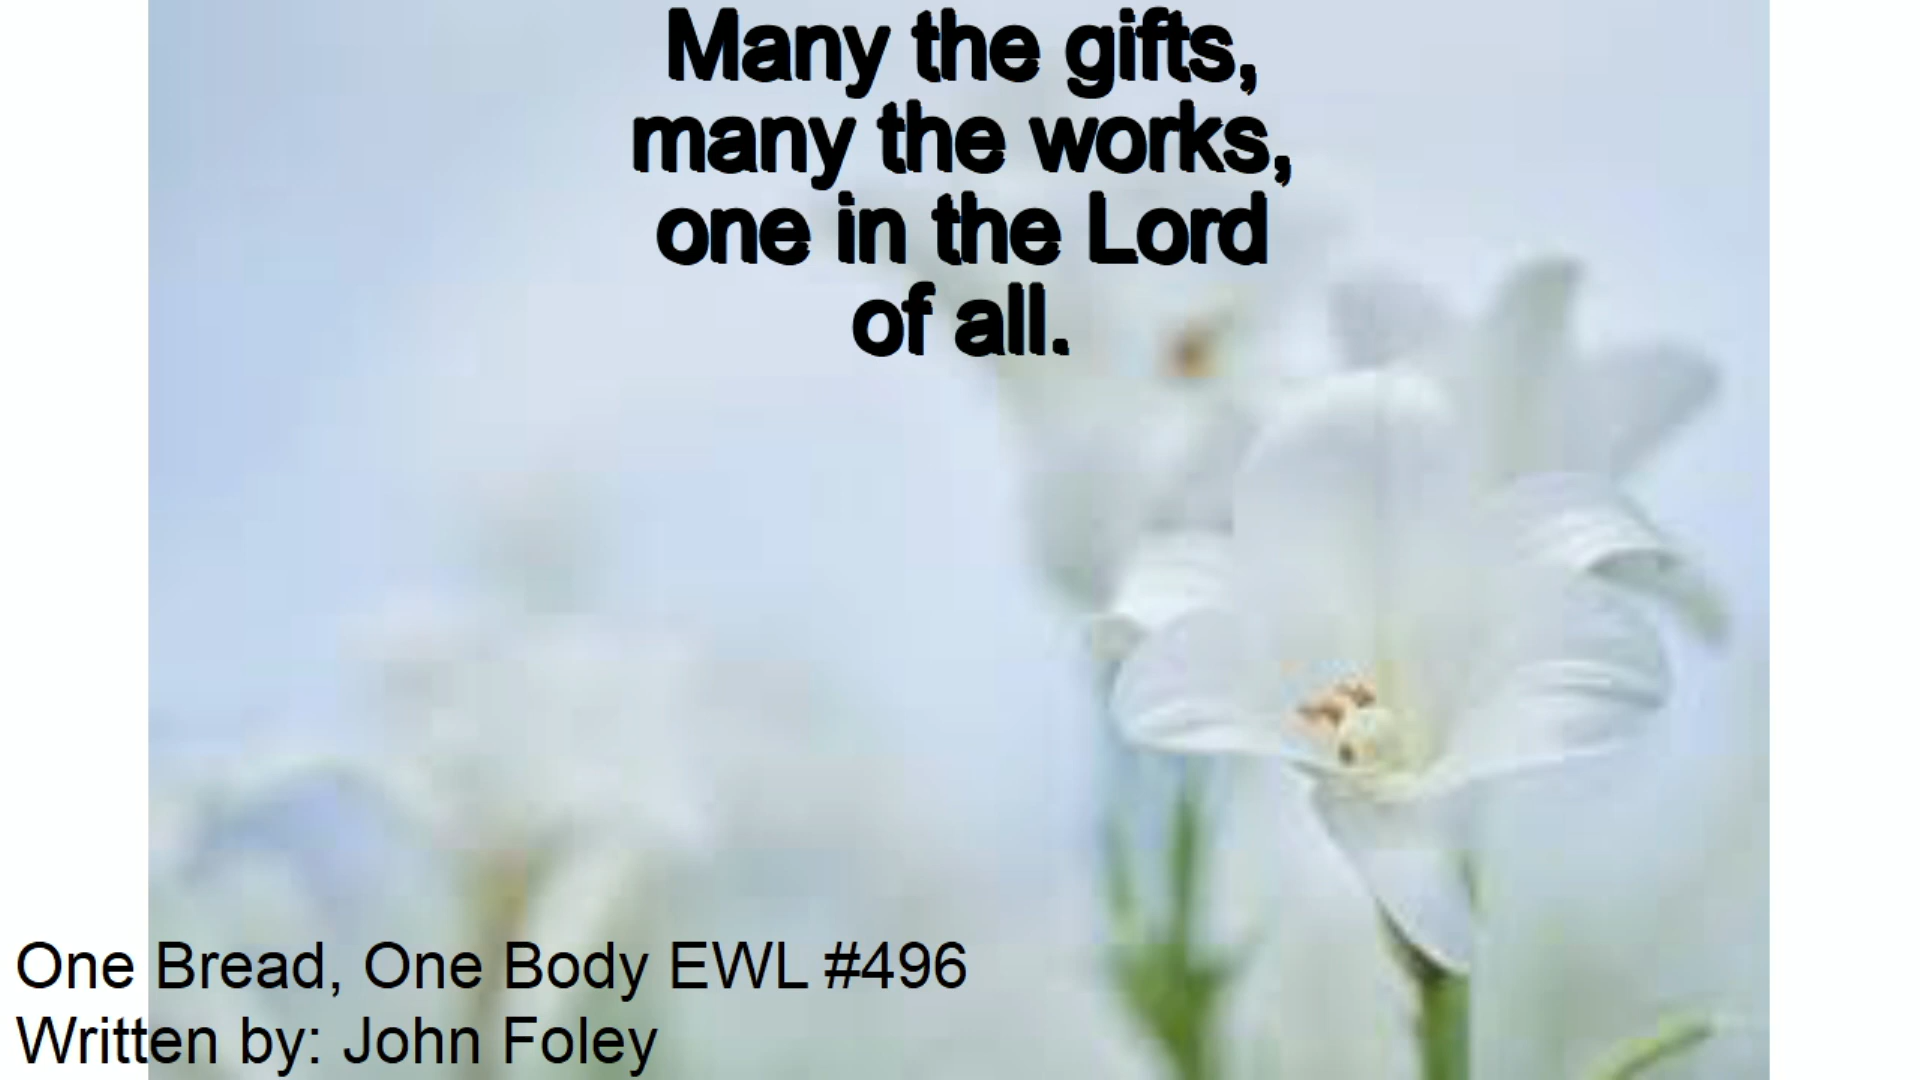 Many the gifts,
many the works,
one in the Lord
of all.
One Bread, One Body EWL #496
Written by: John Foley